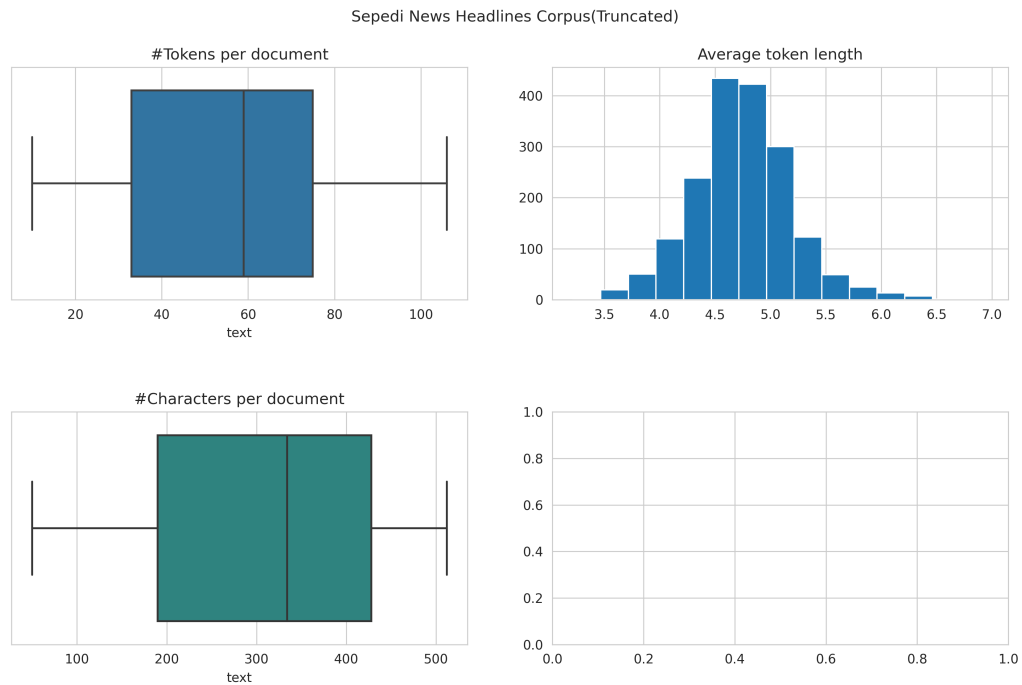 Sepedi News Headlines Corpus(Truncated)
#Tokens per document
20 40 60 80 100
text
Average token length
400
300
200
100
0
3.5 4.0 4.5 5.0 5.5 6.0 6.5 7.0
#Characters per document
100 200 300 400 500
text
1.0
0.8
0.6
0.4
0.2
0.0
0.0 0.2 0.4 0.6 0.8 1.0